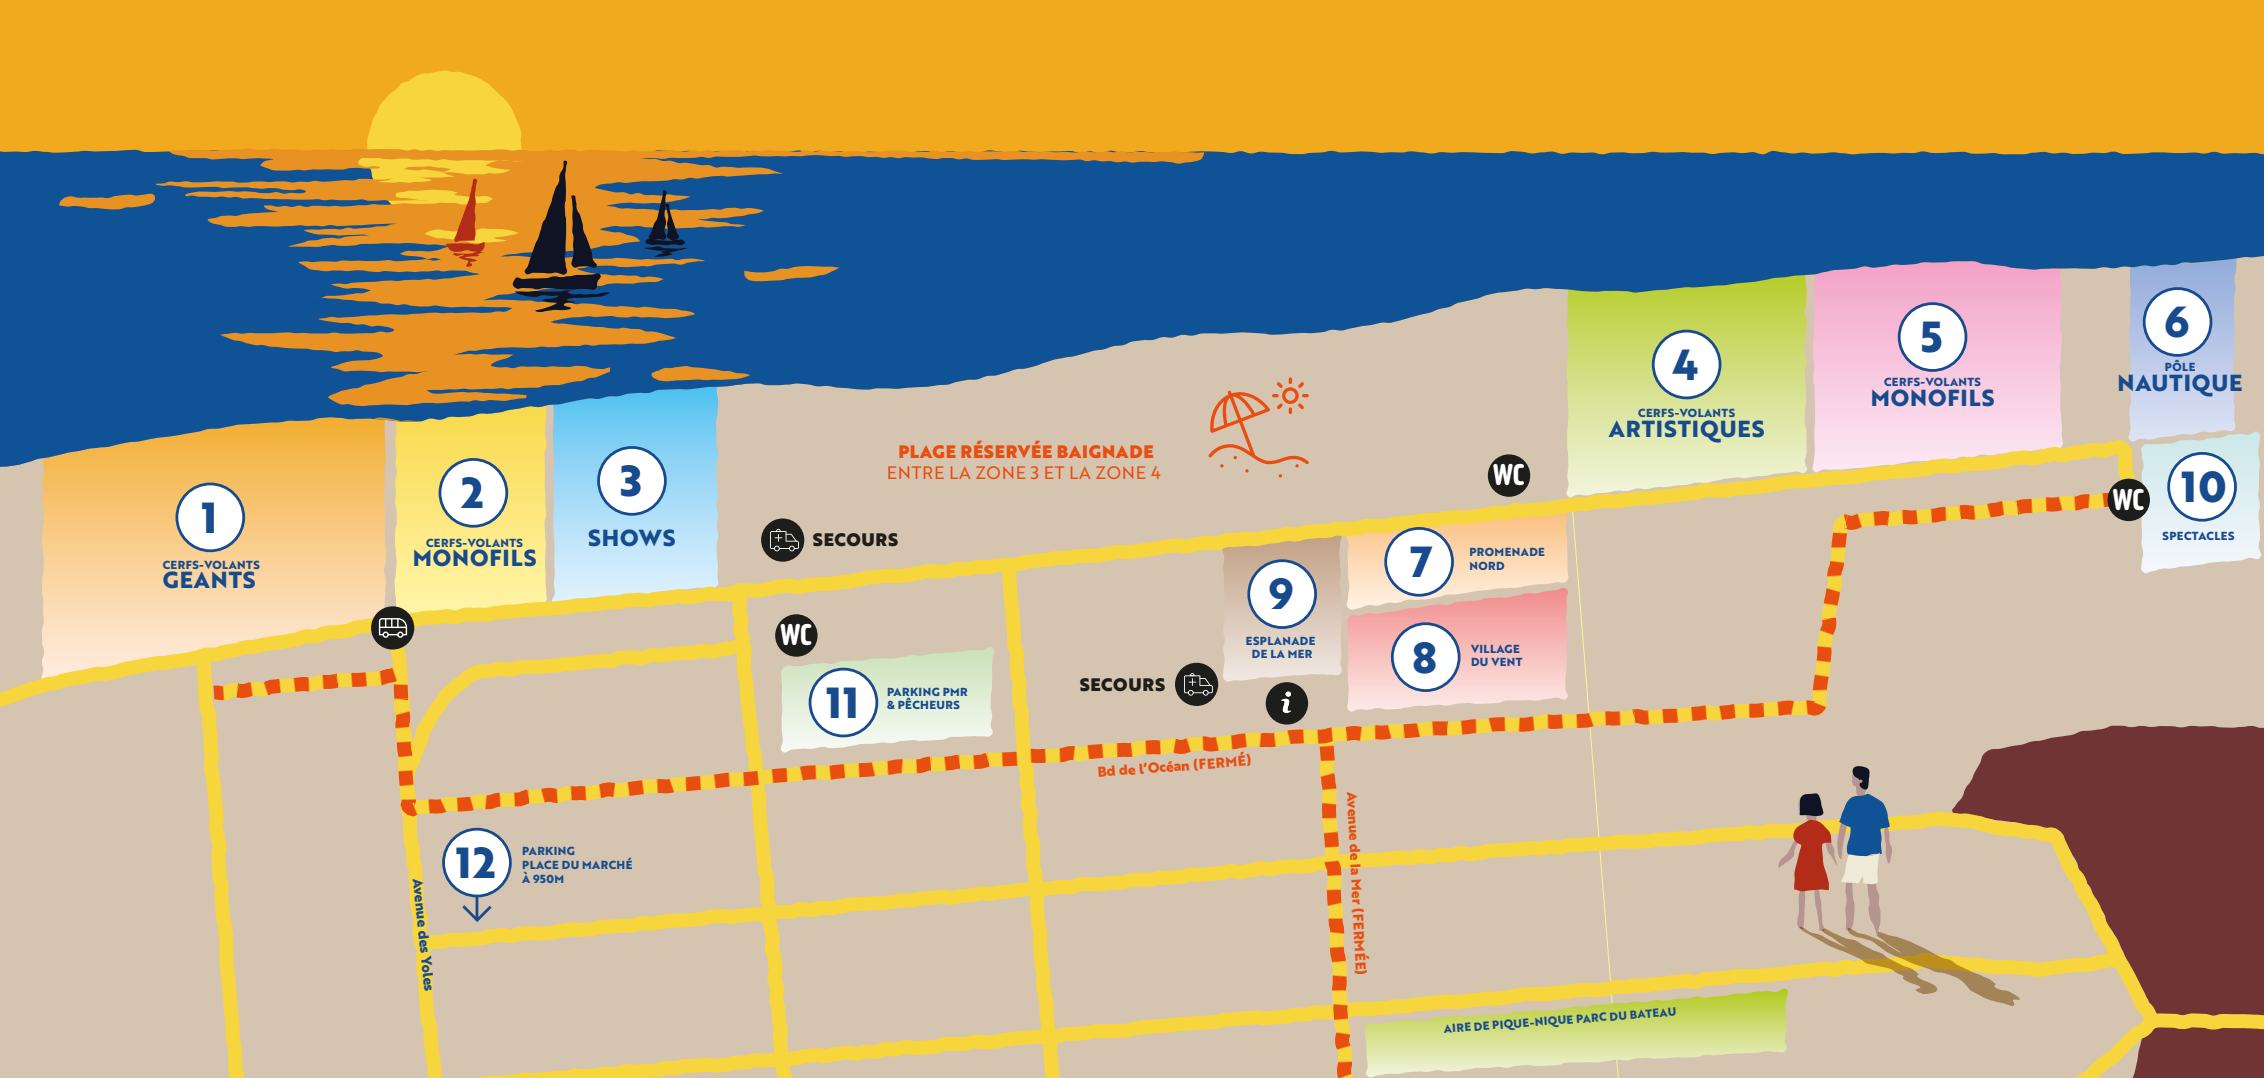 1
CERFS-VOLANTS
GEANTS
2
CERFS-VOLANTS
MONOFILS
3
SHOWS
PLAGE RÉSERVÉE BAIGNADE
ENTRE LA ZONE 3 ET LA ZONE 4
WC
4
CERFS-VOLANTS
ARTISTIQUES
5
CERFS-VOLANTS
MONOFILS
6
PÔLE
NAUTIQUE
WC
10
SPECTACLES
SECOURS
7
PROMENADE
NORD
9
ESPLANADE
DE LA MER
8
VILLAGE
DU VENT
WC
11
PARKING PMR
& PÊCHEURS
SECOURS
i
Bd de l'Océan (FERMÉ)
12
PARKING
PLACE DU MARCHÉ
À 950M
Avenue des Yoles
Avenue de la Mer (FERMÉE)
AIRE DE PIQUE-NIQUE PARC DU BATEAU